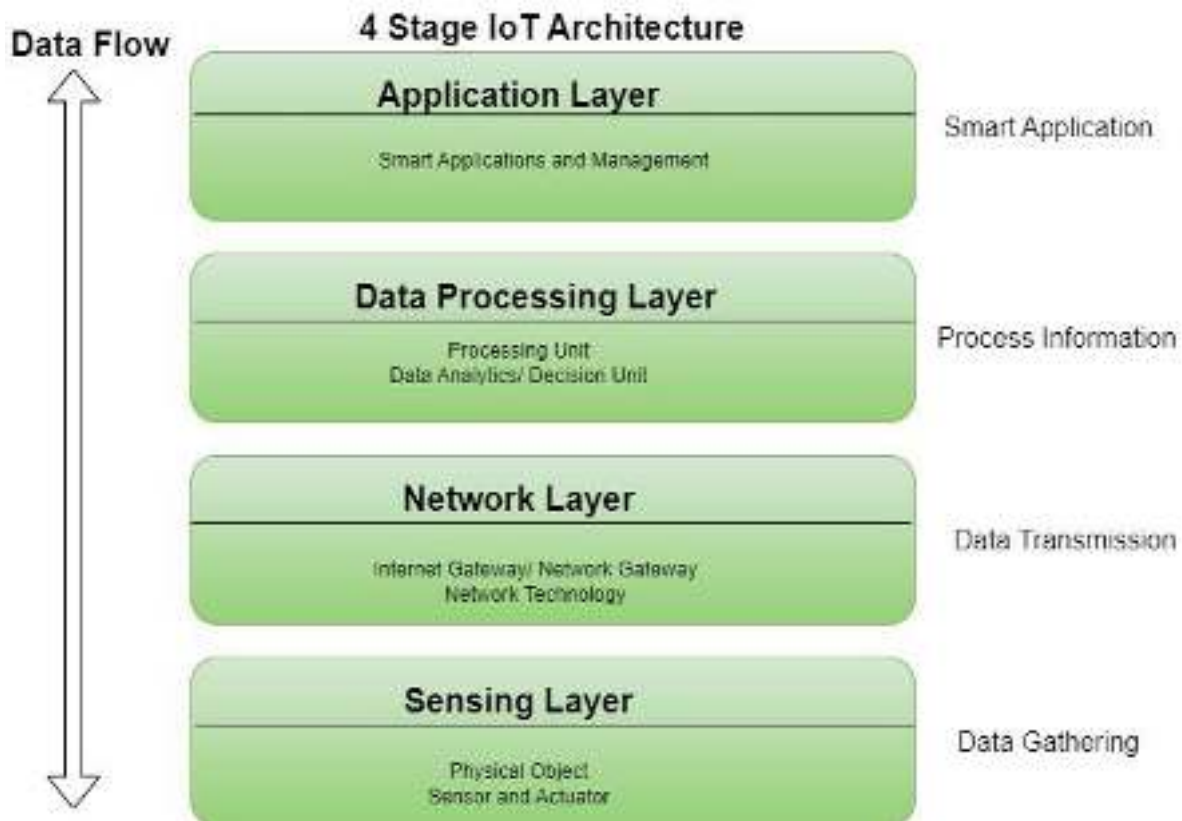 4 Stage IoT Architecture
Data Flow
Application Layer
Smart Applications and Management
Smart Application
Data Processing Layer
Processing Unit
Data Analytics/ Decision Unit
Process Information
Network Layer
Internet Gateway/ Network Gateway
Network Technology
Data Transmission
Sensing Layer
Physical Object
Sensor and Actuator
Data Gathering